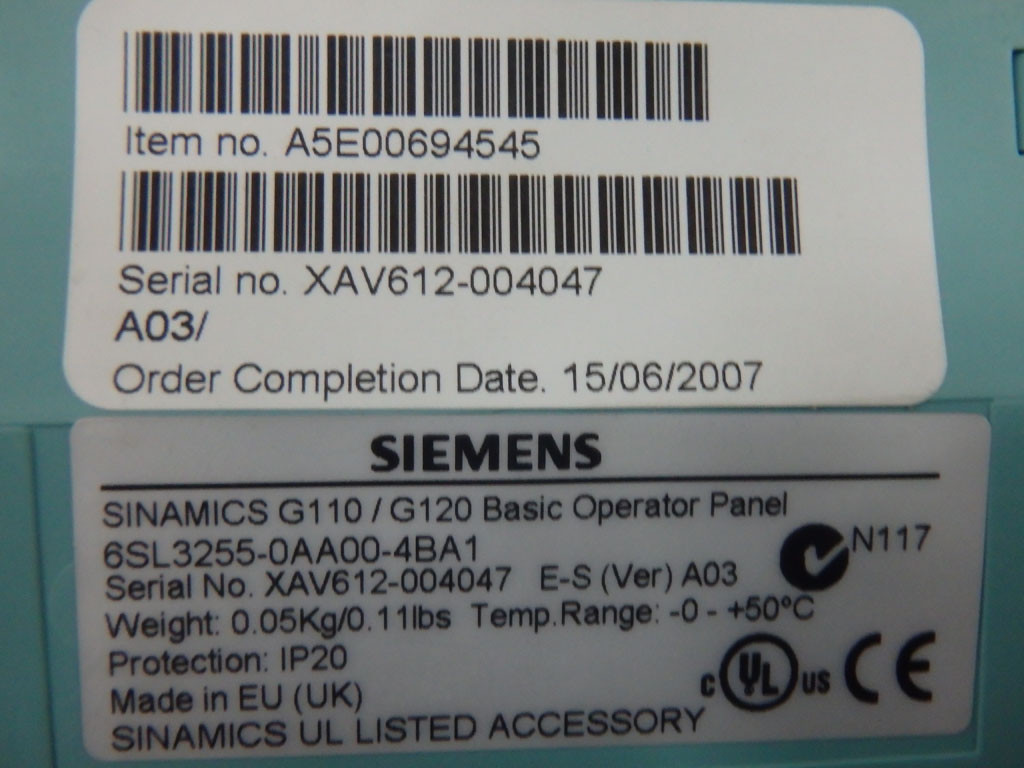 Item no. A5E00694545
Serial no. XAV612-004047
A03/
Order Completion Date. 15/06/2007
SIEMENS
SINAMICS G110 / G120 Basic Operator Panel
6SL3255-0AA00-4BA1
N117
Serial No. XAV612-004047 E-S (Ver) A03
Weight: 0.05Kg/0.11lbs Temp.Range: -0 - +50°C
Protection: IP20
c UL us CE
Made in EU (UK)
SINAMICS UL LISTED ACCESSORY